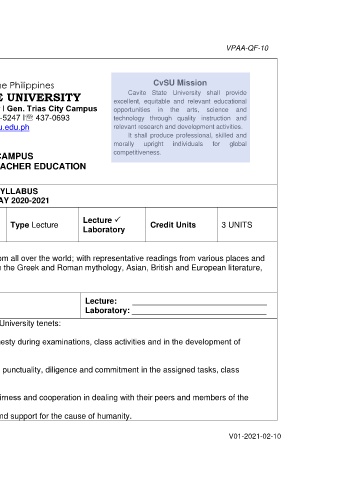 VPAA-QF-10
he Philippines
E UNIVERSITY
l Gen. Trias City Campus
-5247 I☏ 437-0693
u.edu.ph
CvSU Mission
Cavite State University shall provide
excellent, equitable and relevant educational
opportunities in the arts, science and
technology through quality instruction and
relevant research and development activities.
It shall produce professional, skilled and
morally upright individuals for global
competitiveness.
CAMPUS
ACHER EDUCATION
YLLABUS
AY 2020-2021
Type Lecture
Lecture ✓
Laboratory
Credit Units
3 UNITS
om all over the world; with representative readings from various places and
the Greek and Roman mythology, Asian, British and European literature,
Lecture:
Laboratory:
University tenets:
esty during examinations, class activities and in the development of
punctuality, diligence and commitment in the assigned tasks, class
irness and cooperation in dealing with their peers and members of the
nd support for the cause of humanity.
V01-2021-02-10